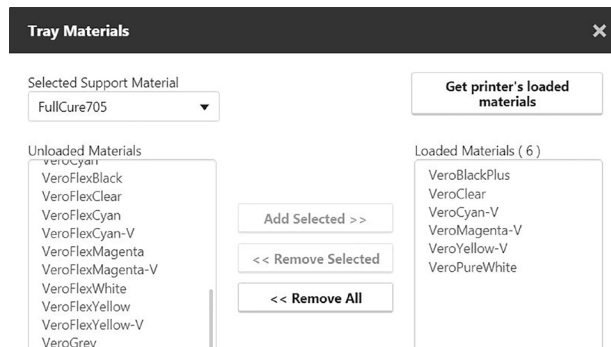 Tray Materials
Selected Support Material
FullCure705
Get printer's loaded
materials
Unloaded Materials
VeroCyan
VeroFlexBlack
VeroFlexClear
VeroFlexCyan
VeroFlexCyan-V
VeroFlexMagenta
VeroFlexMagenta-V
VeroFlexWhite
VeroFlexYellow
VeroFlexYellow-V
VeroGrey
Add Selected >>
<< Remove Selected
<< Remove All
Loaded Materials ( 6 )
VeroBlackPlus
VeroClear
VeroCyan-V
VeroMagenta-V
VeroYellow-V
VeroPureWhite